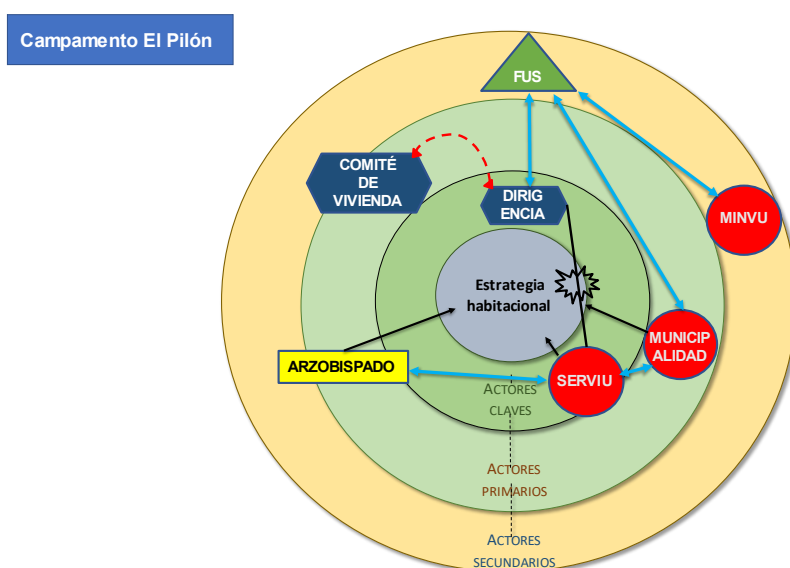 Campamento El Pilón
FUS
COMITÉ
DE
VIVIENDA
DIRIG
ENCIA
MINVU
Estrategia
habitacional
MUNICIP
ALIDAD
ARZOBISPADO
SERVIU
ACTORES
CLAVES
ACTORES
PRIMARIOS
ACTORES
SECUNDARIOS